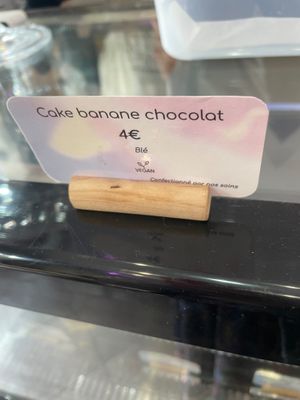 Cake banane chocolat
4€
Blé
VEGAN
Confectionné par nos soins